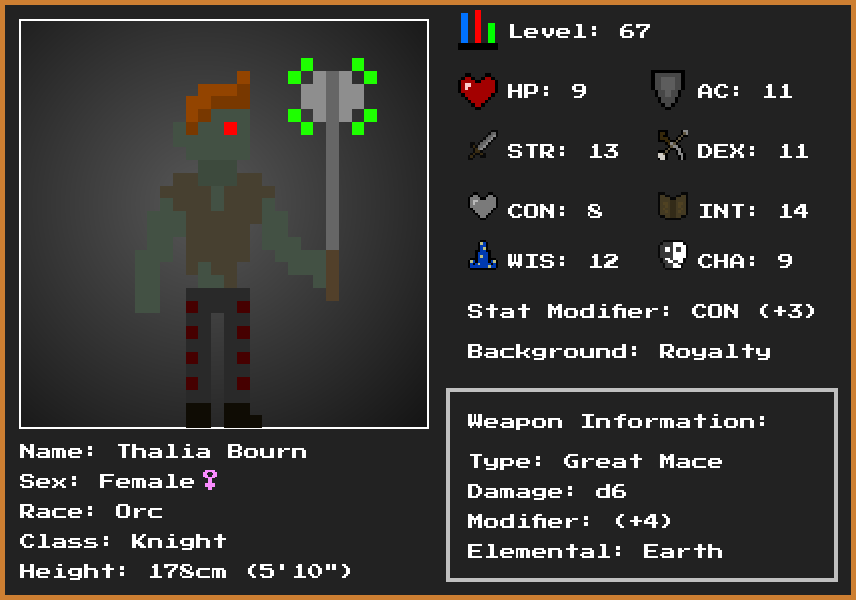 Level: 67
HP: 9
AC: 11
STR: 13
DEX: 11
CON: 8
INT: 14
WIS: 12
CHA: 9
Stat Modifier: CON (+3)
Background: Royalty
Weapon Information:
Type: Great Mace
Damage: d6
Modifier: (+4)
Elemental: Earth
Name: Thalia Bourn
Sex: Female♀
Race: Orc
Class: Knight
Height: 178cm (5'10")